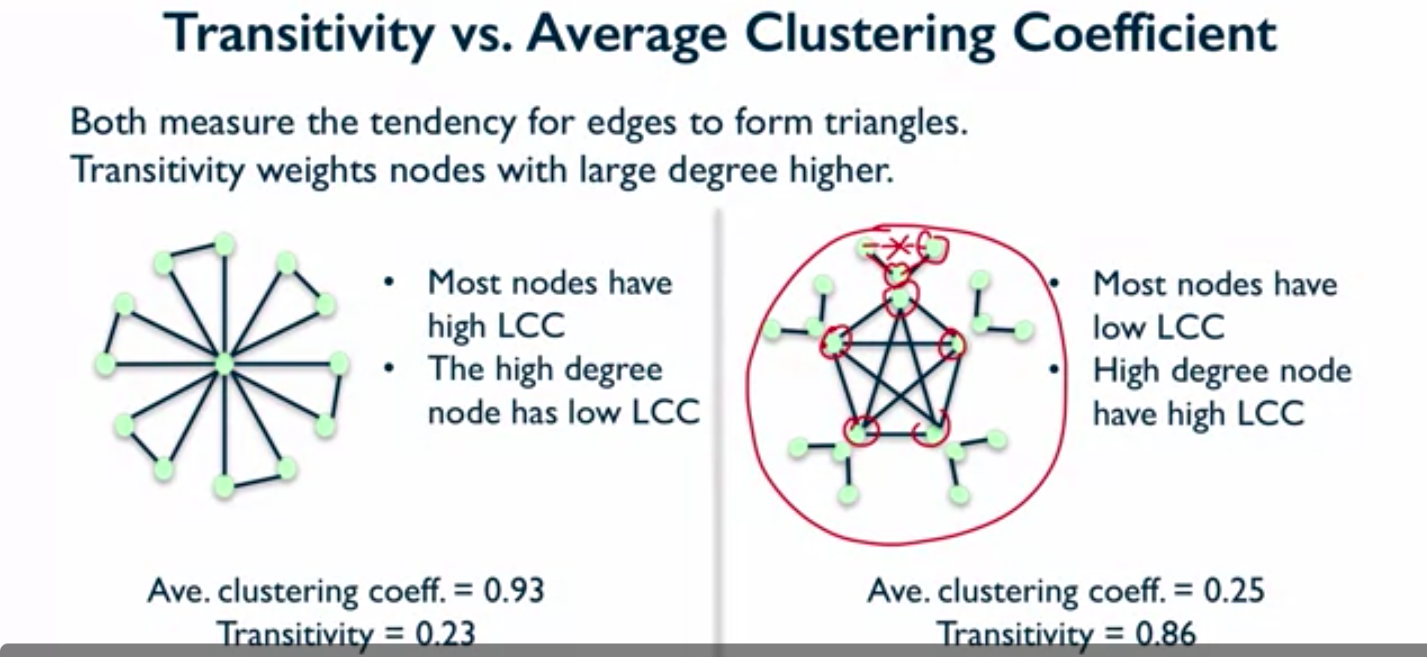 Transitivity vs. Average Clustering Coefficient
Both measure the tendency for edges to form triangles.
Transitivity weights nodes with large degree higher.
• Most nodes have
high LCC
• The high degree
node has low LCC
Ave. clustering coeff. = 0.93
Transitivity = 0.23
• Most nodes have
low LCC
• High degree node
have high LCC
Ave. clustering coeff. = 0.25
Transitivity = 0.86